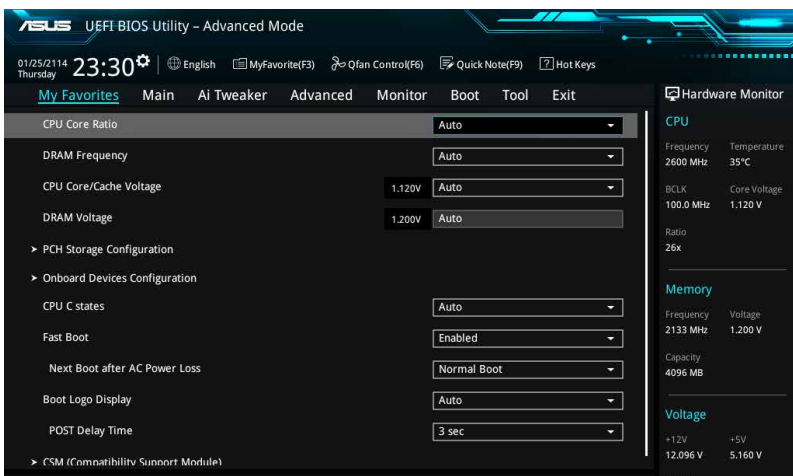 ASUS UEFI BIOS Utility – Advanced Mode
01/25/2114
Thursday
23:30
English MyFavorite(F3) Qfan Control(F6) Quick Note(F9) ? Hot Keys
My Favorites Main Ai Tweaker Advanced Monitor Boot Tool Exit
CPU Core Ratio Auto
DRAM Frequency Auto
CPU Core/Cache Voltage 1.120V Auto
DRAM Voltage 1.200V Auto
> PCH Storage Configuration
> Onboard Devices Configuration
CPU C states Auto
Fast Boot Enabled
Next Boot after AC Power Loss Normal Boot
Boot Logo Display Auto
POST Delay Time 3 sec
> CSM (Compatibility Support Module)
Hardware Monitor
CPU
Frequency Temperature
2600 MHz 35°C
BCLK Core Voltage
100.0 MHz 1.120 V
Ratio
26x
Memory
Frequency Voltage
2133 MHz 1.200 V
Capacity
4096 MB
Voltage
+12V +5V
12.096 V 5.160 V